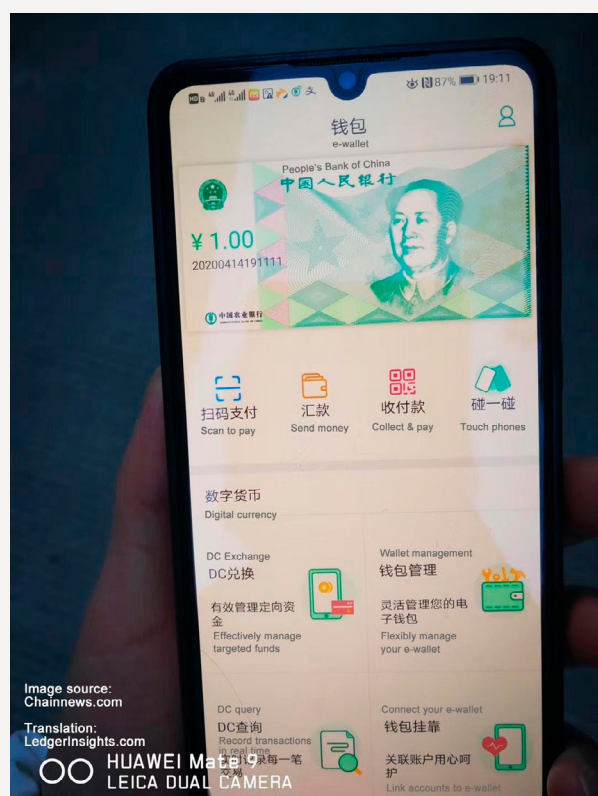 87% 19:11
钱包
e-wallet
People's Bank of China
中国人民银行
¥ 1.00
20200414191111
中国农业银行
扫码支付
汇款
收付款
碰一碰
Scan to pay
Send money
Collect & pay
Touch phones
数字货币
Digital currency
DC Exchange
DC兑换
有效管理定向资
金
Effectively manage
targeted funds
Wallet management
钱包管理
灵活管理您的电
子钱包
Flexibly manage
your e-wallet
DC query
DC查询
Record transactions
in real time
录每一笔
交易
Connect your e-wallet
钱包挂靠
关联账户用心呵
护
Link accounts to e-wallet
Image source:
Chainnews.com
Translation:
LedgerInsights.com
HUAWEI Mate 9
LEICA DUAL CAMERA